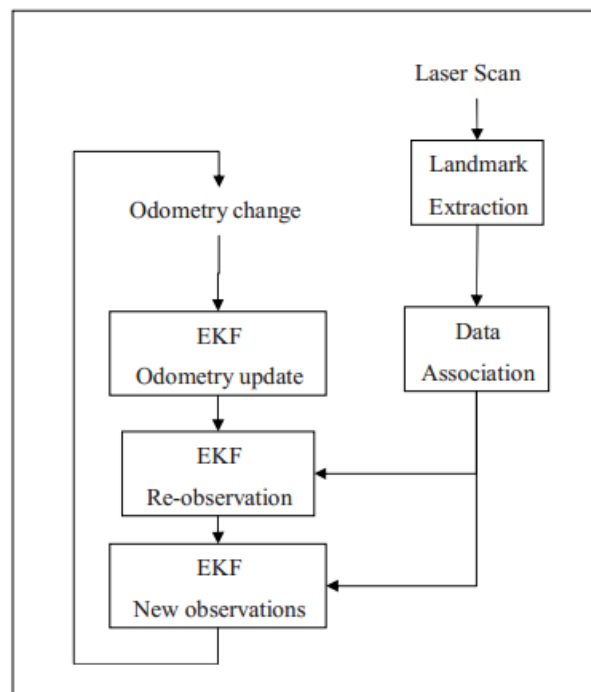 Laser Scan
Landmark
Extraction
Odometry change
EKF
Odometry update
Data
Association
EKF
Re-observation
EKF
New observations